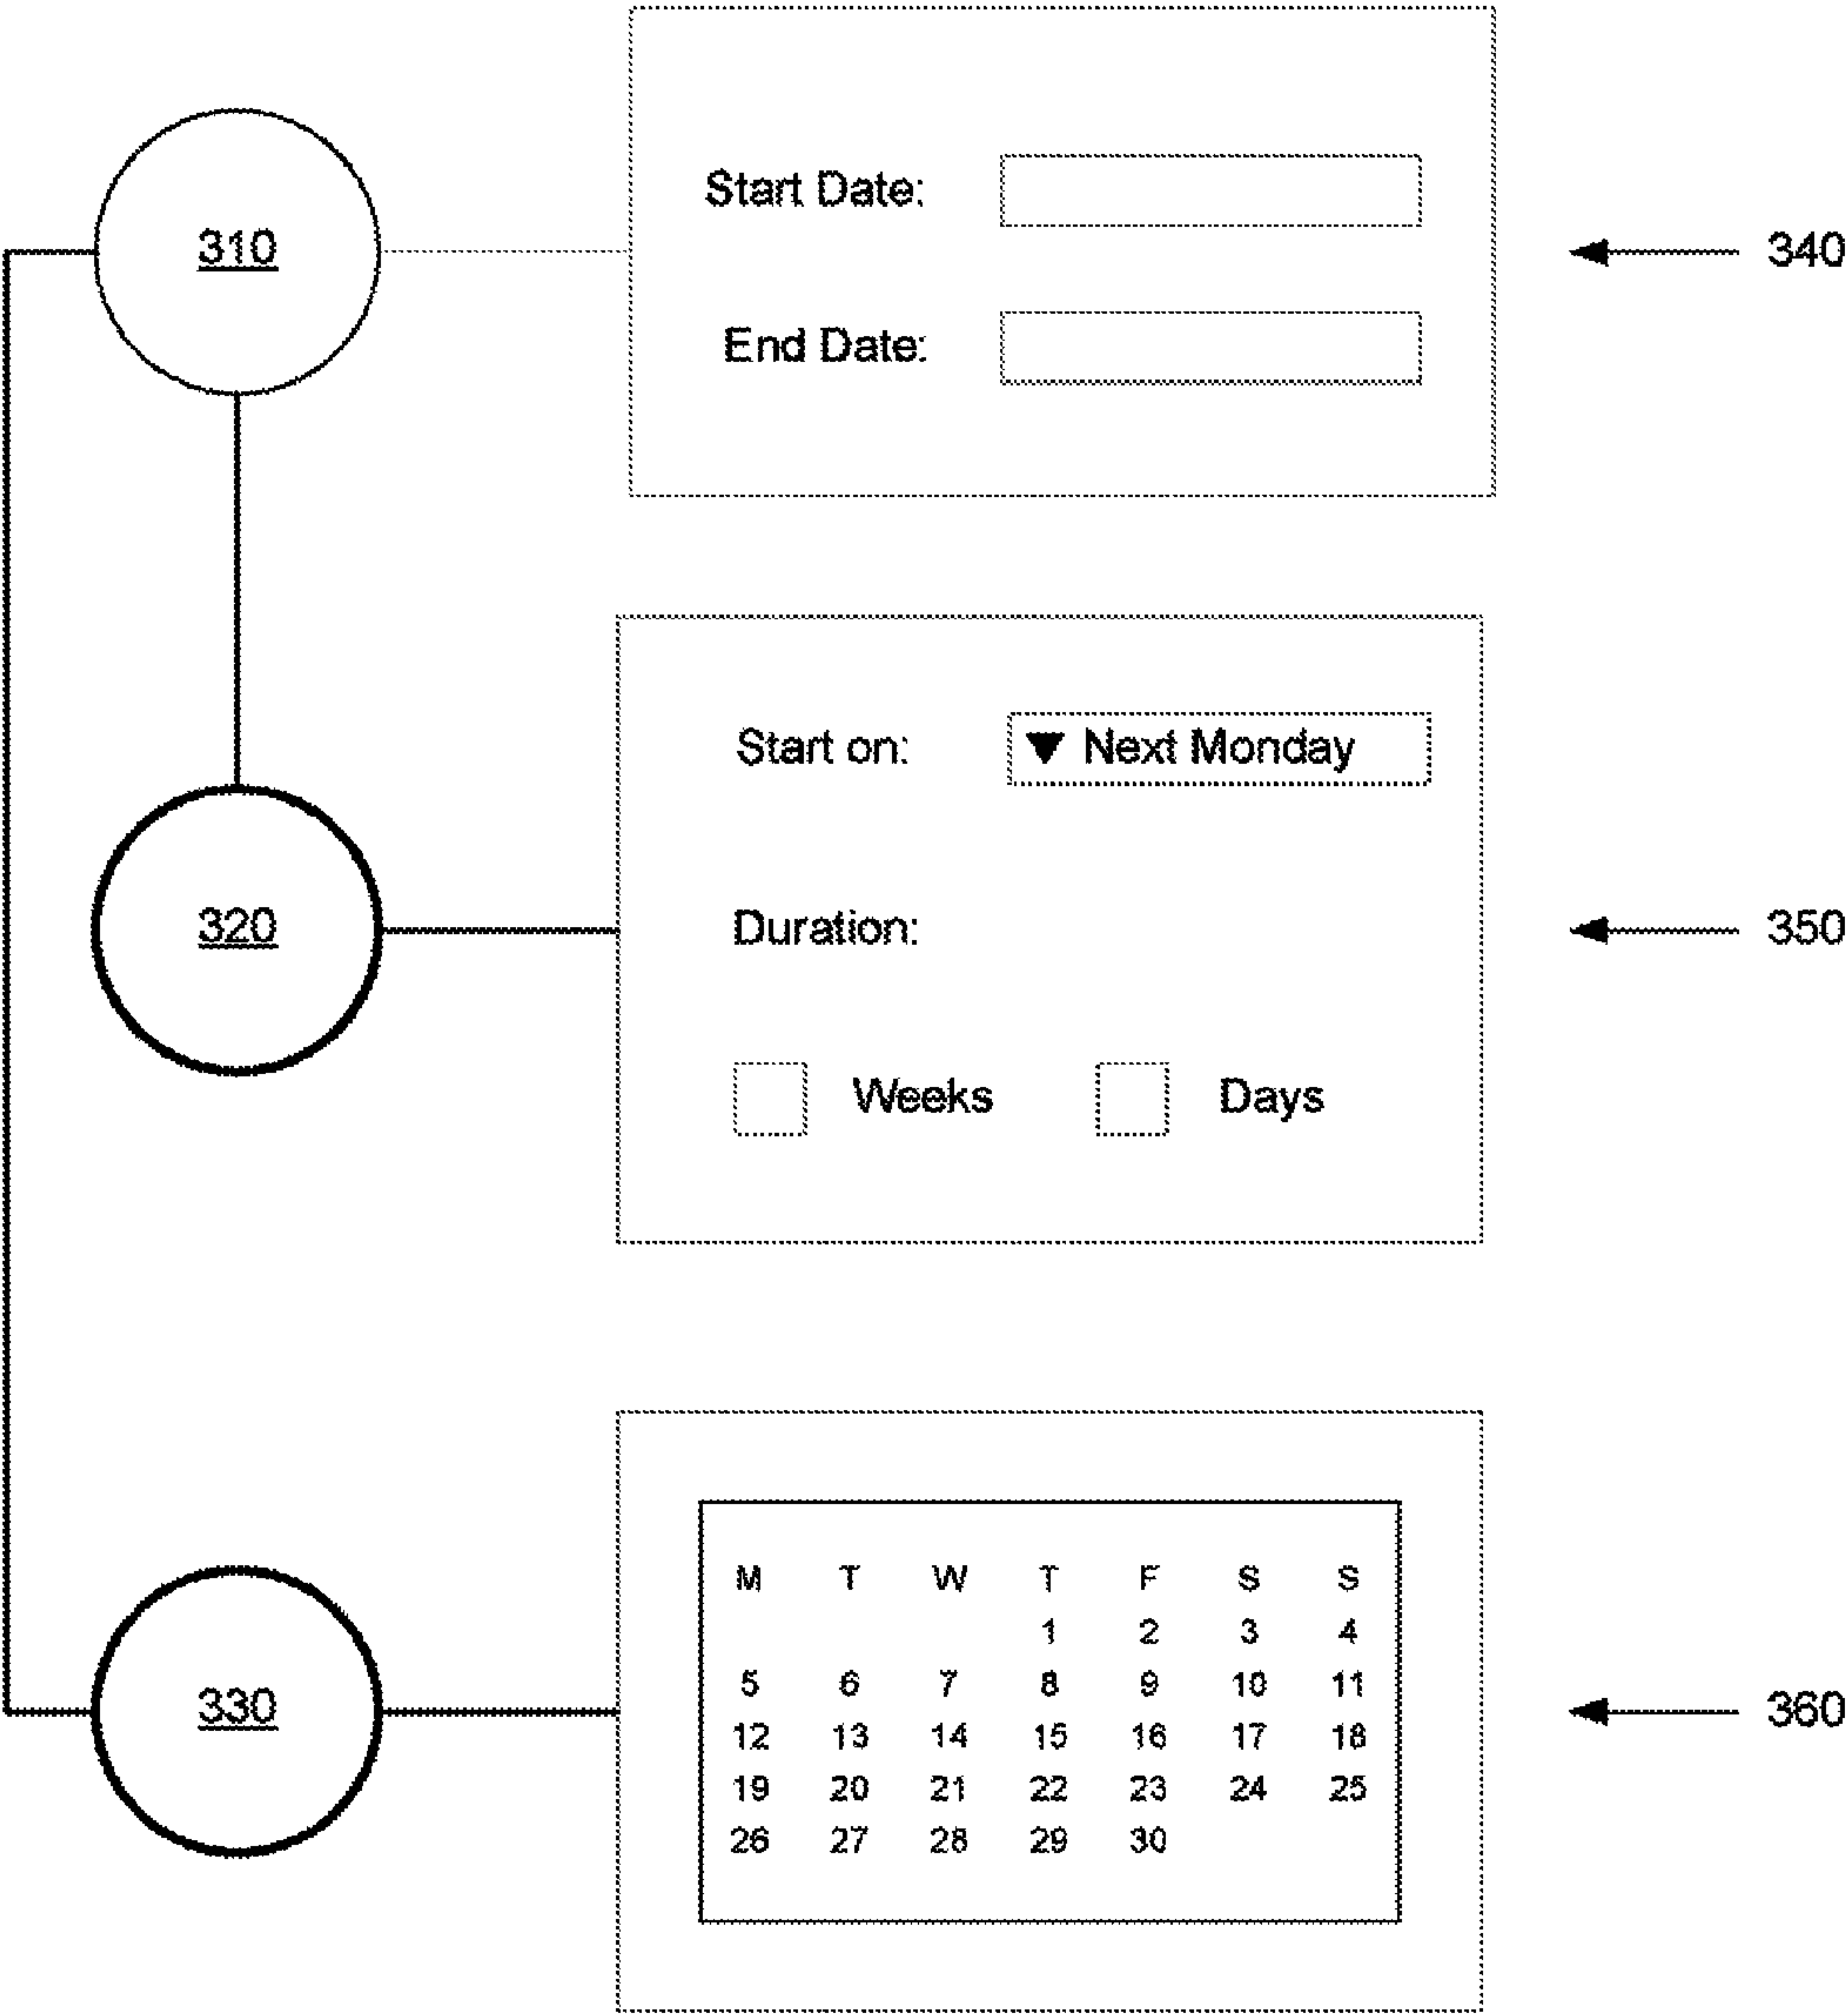 310
Start Date:
340
End Date:
Start on: ▼ Next Monday
320
Duration:
350
Weeks Days
M T W T F S S
1 2 3 4
5 6 7 8 9 10 11
330
360
12 13 14 15 16 17 18
19 20 21 22 23 24 25
26 27 28 29 30